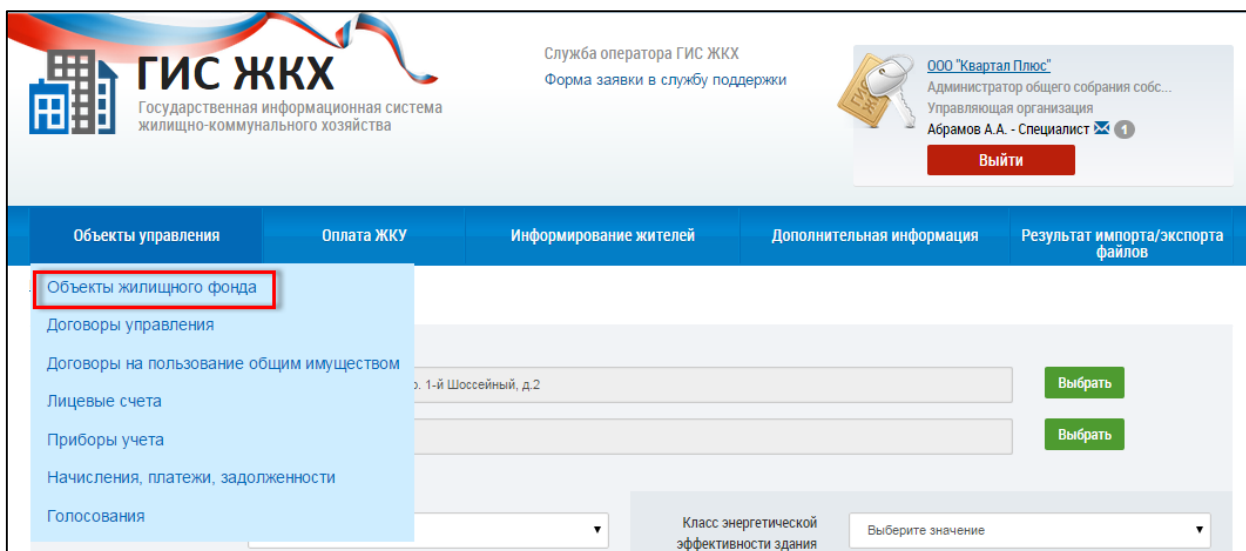 ГИС ЖКХ
Государственная информационная система
жилищно-коммунального хозяйства
Служба оператора ГИС ЖКХ
Форма заявки в службу поддержки
ГИС
ЖК
ООО "Квартал Плюс"
Администратор общего собрания собс...
Управляющая организация
Абрамов А.А. - Специалист 1
Выйти
Объекты управления
Оплата ЖКУ
Информирование жителей
Дополнительная информация
Результат импорта/экспорта
файлов
Объекты жилищного фонда
Договоры управления
Договоры на пользование общим имуществом
Лицевые счета
Приборы учета
Начисления, платежи, задолженности
Голосования
1-й Шоссейный, д.2
Выбрать
Выбрать
Класс энергетической
эффективности здания
Выберите значение